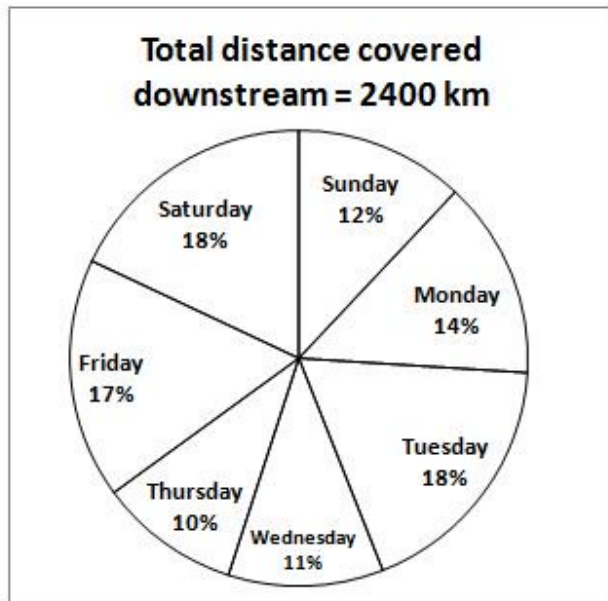 Total distance covered
downstream = 2400 km
Sunday
12%
Monday
14%
Tuesday
18%
Wednesday
11%
Thursday
10%
Friday
17%
Saturday
18%